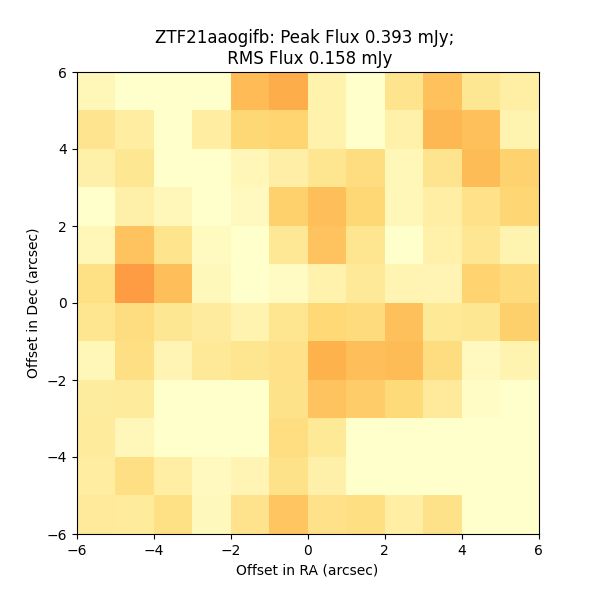 ZTF21aaogifb: Peak Flux 0.393 mJy;
RMS Flux 0.158 mJy
6
4
2
0
−2
−4
−6
Offset in Dec (arcsec)
−6 −4 −2 0 2 4 6
Offset in RA (arcsec)